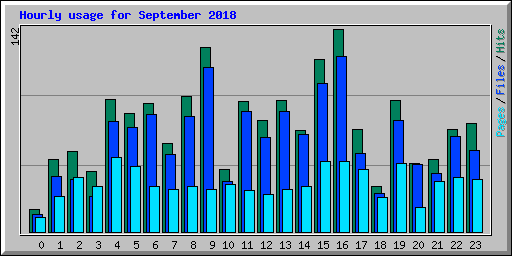 Hourly usage for September 2018
142
Pages/Files/Hits
0 1 2 3 4 5 6 7 8 9 10 11 12 13 14 15 16 17 18 19 20 21 22 23